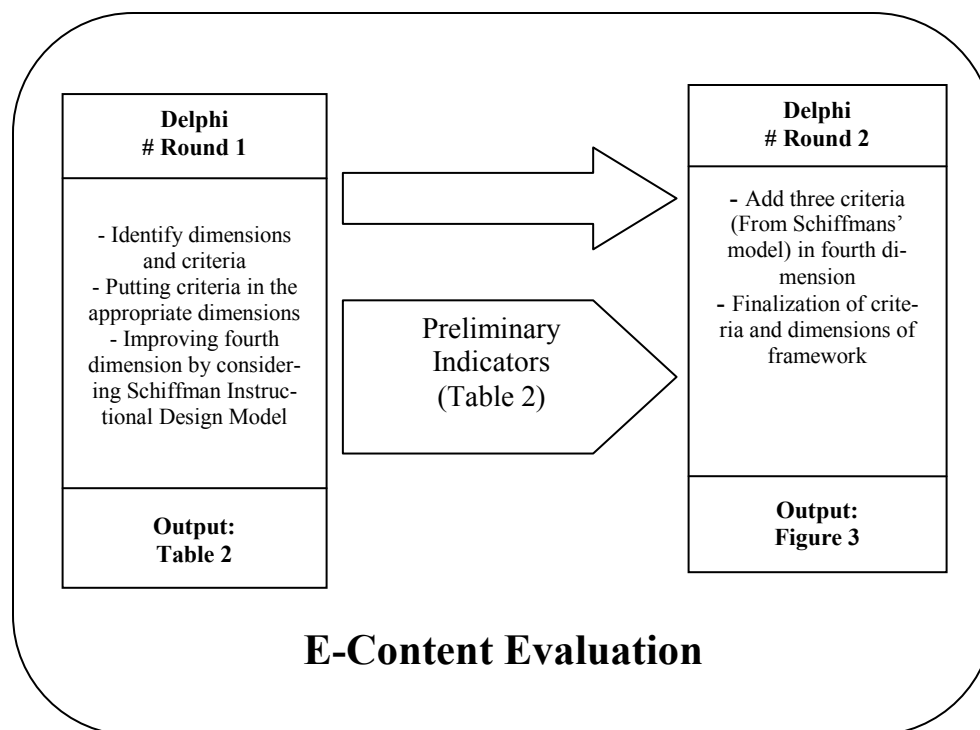 Delphi
# Round 1
- Identify dimensions
and criteria
- Putting criteria in the
appropriate dimensions
- Improving fourth
dimension by consider-
ing Schiffman Instruc-
tional Design Model
Output:
Table 2
Preliminary
Indicators
(Table 2)
Delphi
# Round 2
- Add three criteria
(From Schiffmans’
model) in fourth di-
mension
- Finalization of crite-
ria and dimensions of
framework
Output:
Figure 3
E-Content Evaluation